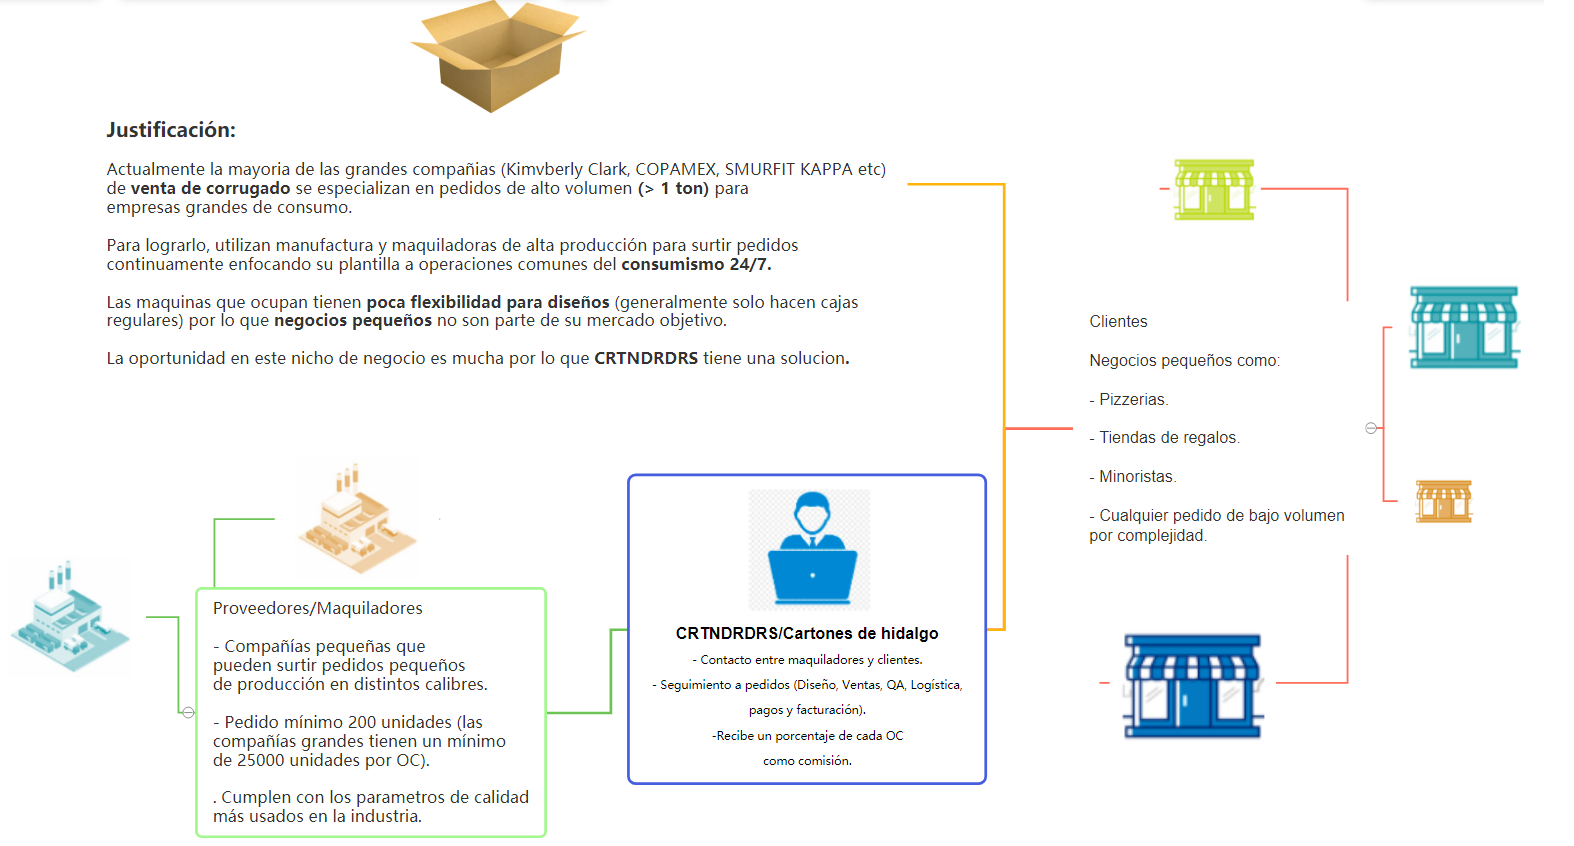 Justificación:
Actualmente la mayoria de las grandes compañias (Kimvberly Clark, COPAMEX, SMURFIT KAPPA etc)
de venta de corrugado se especializan en pedidos de alto volumen (> 1 ton) para
empresas grandes de consumo.
Para lograrlo, utilizan manufactura y maquiladoras de alta producción para surtir pedidos
continuamente enfocando su plantilla a operaciones comunes del consumismo 24/7.
Las maquinas que ocupan tienen poca flexibilidad para diseños (generalmente solo hacen cajas
regulares) por lo que negocios pequeños no son parte de su mercado objetivo.
La oportunidad en este nicho de negocio es mucha por lo que CRTNDRDRS tiene una solucion.
Proveedores/Maquiladores
- Compañías pequeñas que
pueden surtir pedidos pequeños
de producción en distintos calibres.
- Pedido mínimo 200 unidades (las
compañías grandes tienen un mínimo
de 25000 unidades por OC).
. Cumplen con los parametros de calidad
más usados en la industria.
CRTNDRDRS/Cartones de hidalgo
- Contacto entre maquiladores y clientes.
- Seguimiento a pedidos (Diseño, Ventas, QA, Logística,
pagos y facturación).
-Recibe un porcentaje de cada OC
como comisión.
Clientes
Negocios pequeños como:
- Pizzerias.
- Tiendas de regalos.
- Minoristas.
- Cualquier pedido de bajo volumen
por complejidad.